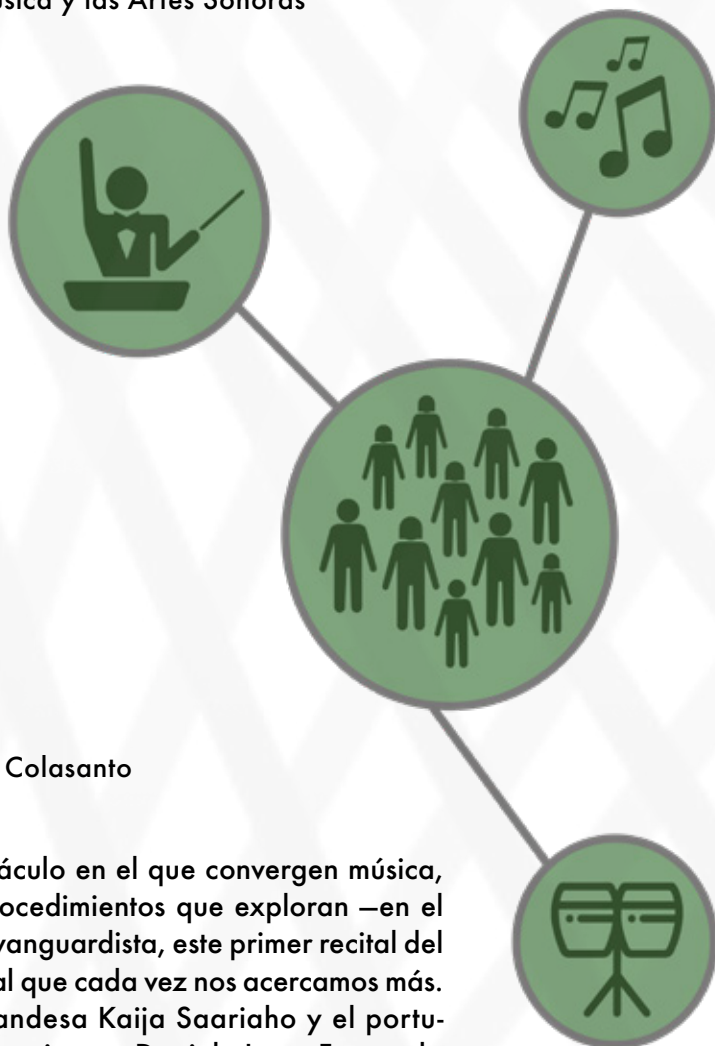 úsica y las Artes Sonoras
Colasanto
áculo en el que convergen música,
ocedimientos que exploran —en el
vanguardista, este primer recital del
al que cada vez nos acercamos más.
andesa Kaija Saariaho y el portu-